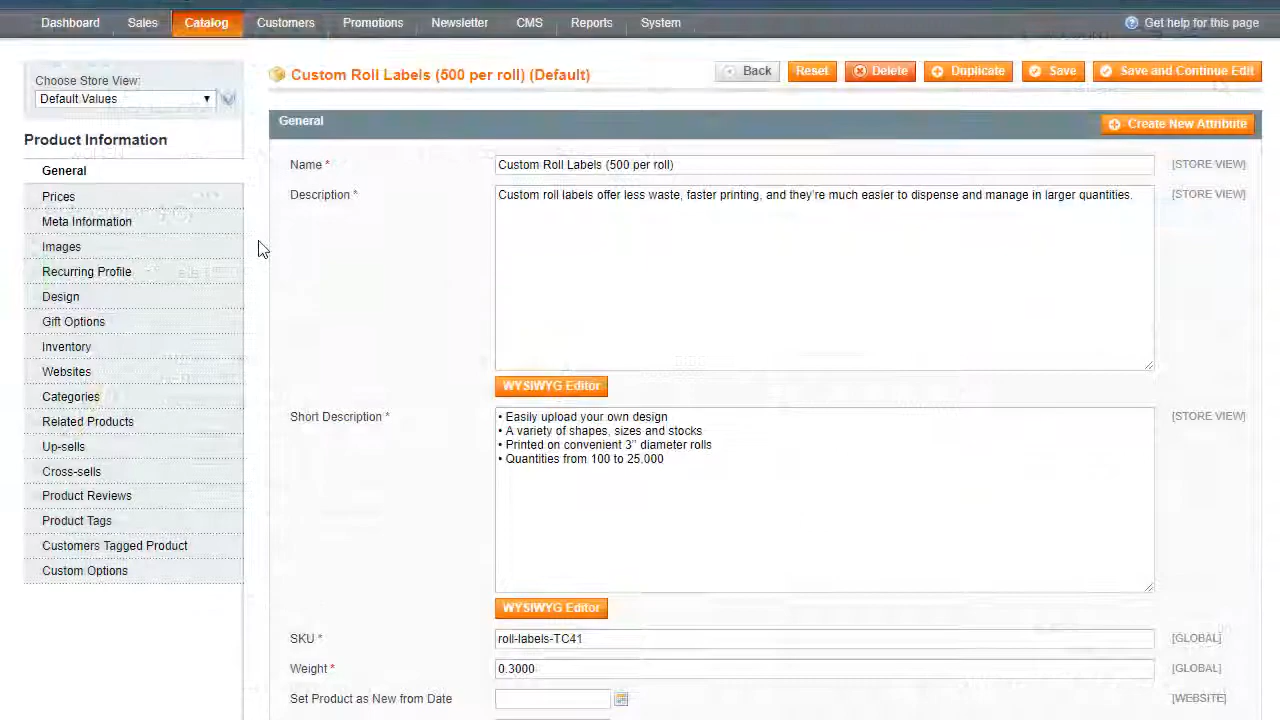 Dashboard Sales Catalog Customers Promotions Newsletter CMS Reports System Get help for this page
Choose Store View:
Default Values
Product Information
General
Prices
Meta Information
Images
Recurring Profile
Design
Gift Options
Inventory
Websites
Categories
Related Products
Up-sells
Cross-sells
Product Reviews
Product Tags
Customers Tagged Product
Custom Options
Custom Roll Labels (500 per roll) (Default)
Back Reset Delete Duplicate Save Save and Continue Edit
General
Create New Attribute
Name * Custom Roll Labels (500 per roll) [STORE VIEW]
Description * Custom roll labels offer less waste, faster printing, and they're much easier to dispense and manage in larger quantities. [STORE VIEW]
WYSIWYG Editor
Short Description * • Easily upload your own design [STORE VIEW]
• A variety of shapes, sizes and stocks
• Printed on convenient 3” diameter rolls
• Quantities from 100 to 25,000
WYSIWYG Editor
SKU * roll-labels-TC41 [GLOBAL]
Weight * 0.3000 [GLOBAL]
Set Product as New from Date [WEBSITE]